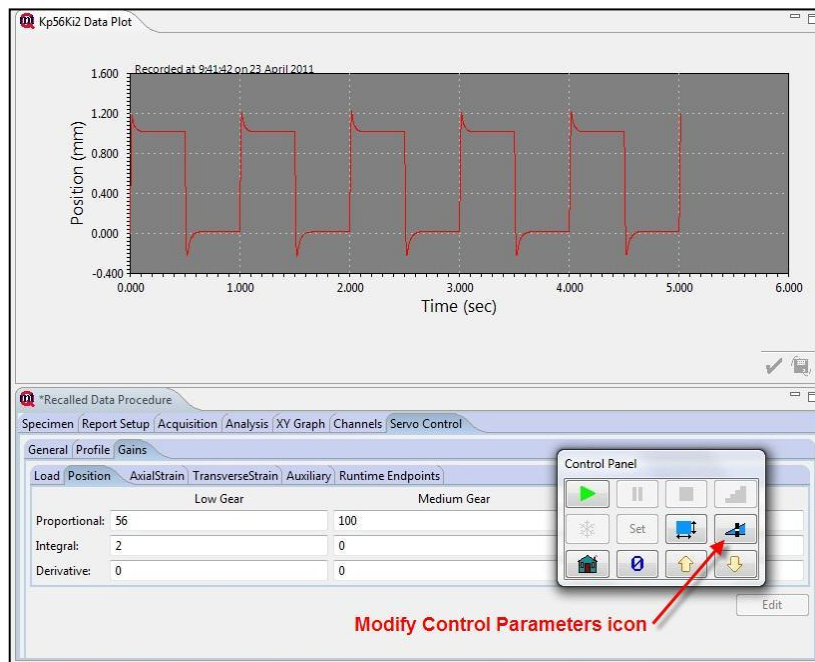 Kp56Ki2 Data Plot
Recorded at 9:41:42 on 23 April 2011
1.600
1.200
0.800
0.400
0.000
-0.400
Position (mm)
0.000 1.000 2.000 3.000 4.000 5.000 6.000
Time (sec)
*Recalled Data Procedure
Specimen Report Setup Acquisition Analysis XY Graph Channels Servo Control
General Profile Gains
Load Position AxialStrain TransverseStrain Auxiliary Runtime Endpoints
Low Gear Medium Gear
Proportional: 56 100
Integral: 2 0
Derivative: 0 0
Control Panel
Set
0
Edit
Modify Control Parameters icon